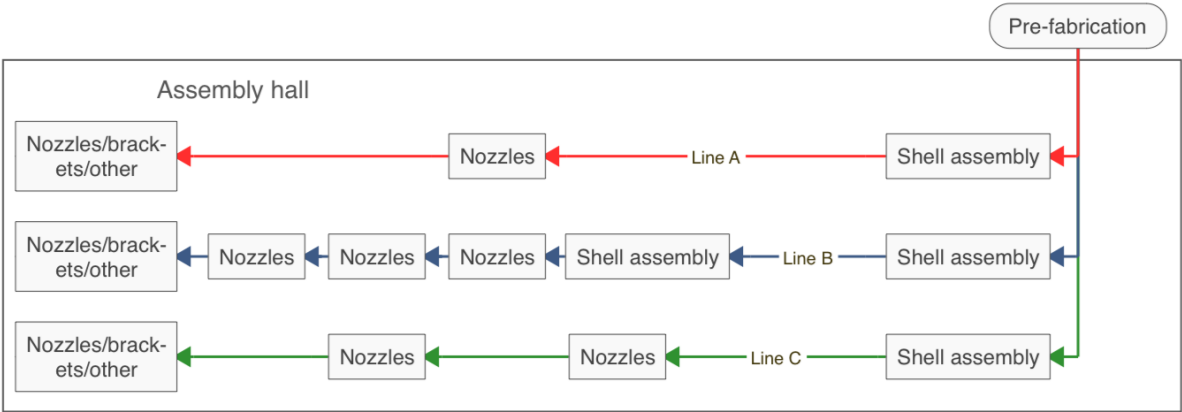 Pre-fabrication
Assembly hall
Nozzles/brack-
ets/other
Nozzles
Line A
Shell assembly
Nozzles/brack-
ets/other
Nozzles
Nozzles
Nozzles
Shell assembly
Line B
Shell assembly
Nozzles/brack-
ets/other
Nozzles
Nozzles
Line C
Shell assembly